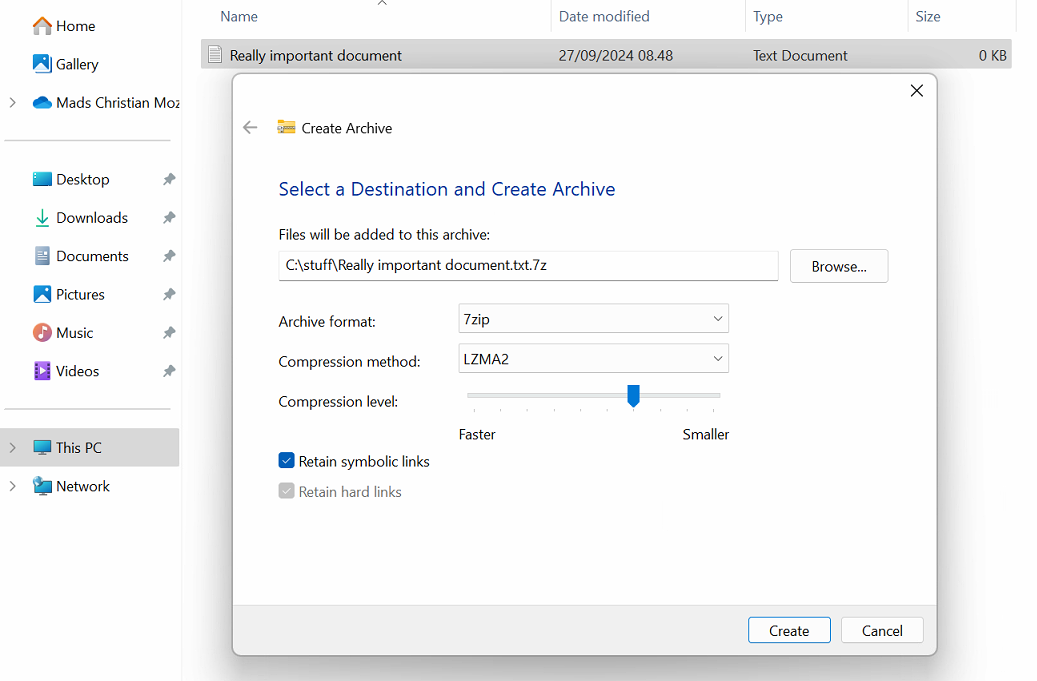 Home
Gallery
Mads Christian Moz
Desktop
Downloads
Documents
Pictures
Music
Videos
This PC
Network
Name Date modified Type Size
Really important document 27/09/2024 08.48 Text Document 0 KB
Create Archive
Select a Destination and Create Archive
Files will be added to this archive:
C:\stuff\Really important document.txt.7z Browse...
Archive format: 7zip
Compression method: LZMA2
Compression level:
Faster Smaller
Retain symbolic links
Retain hard links
Create Cancel